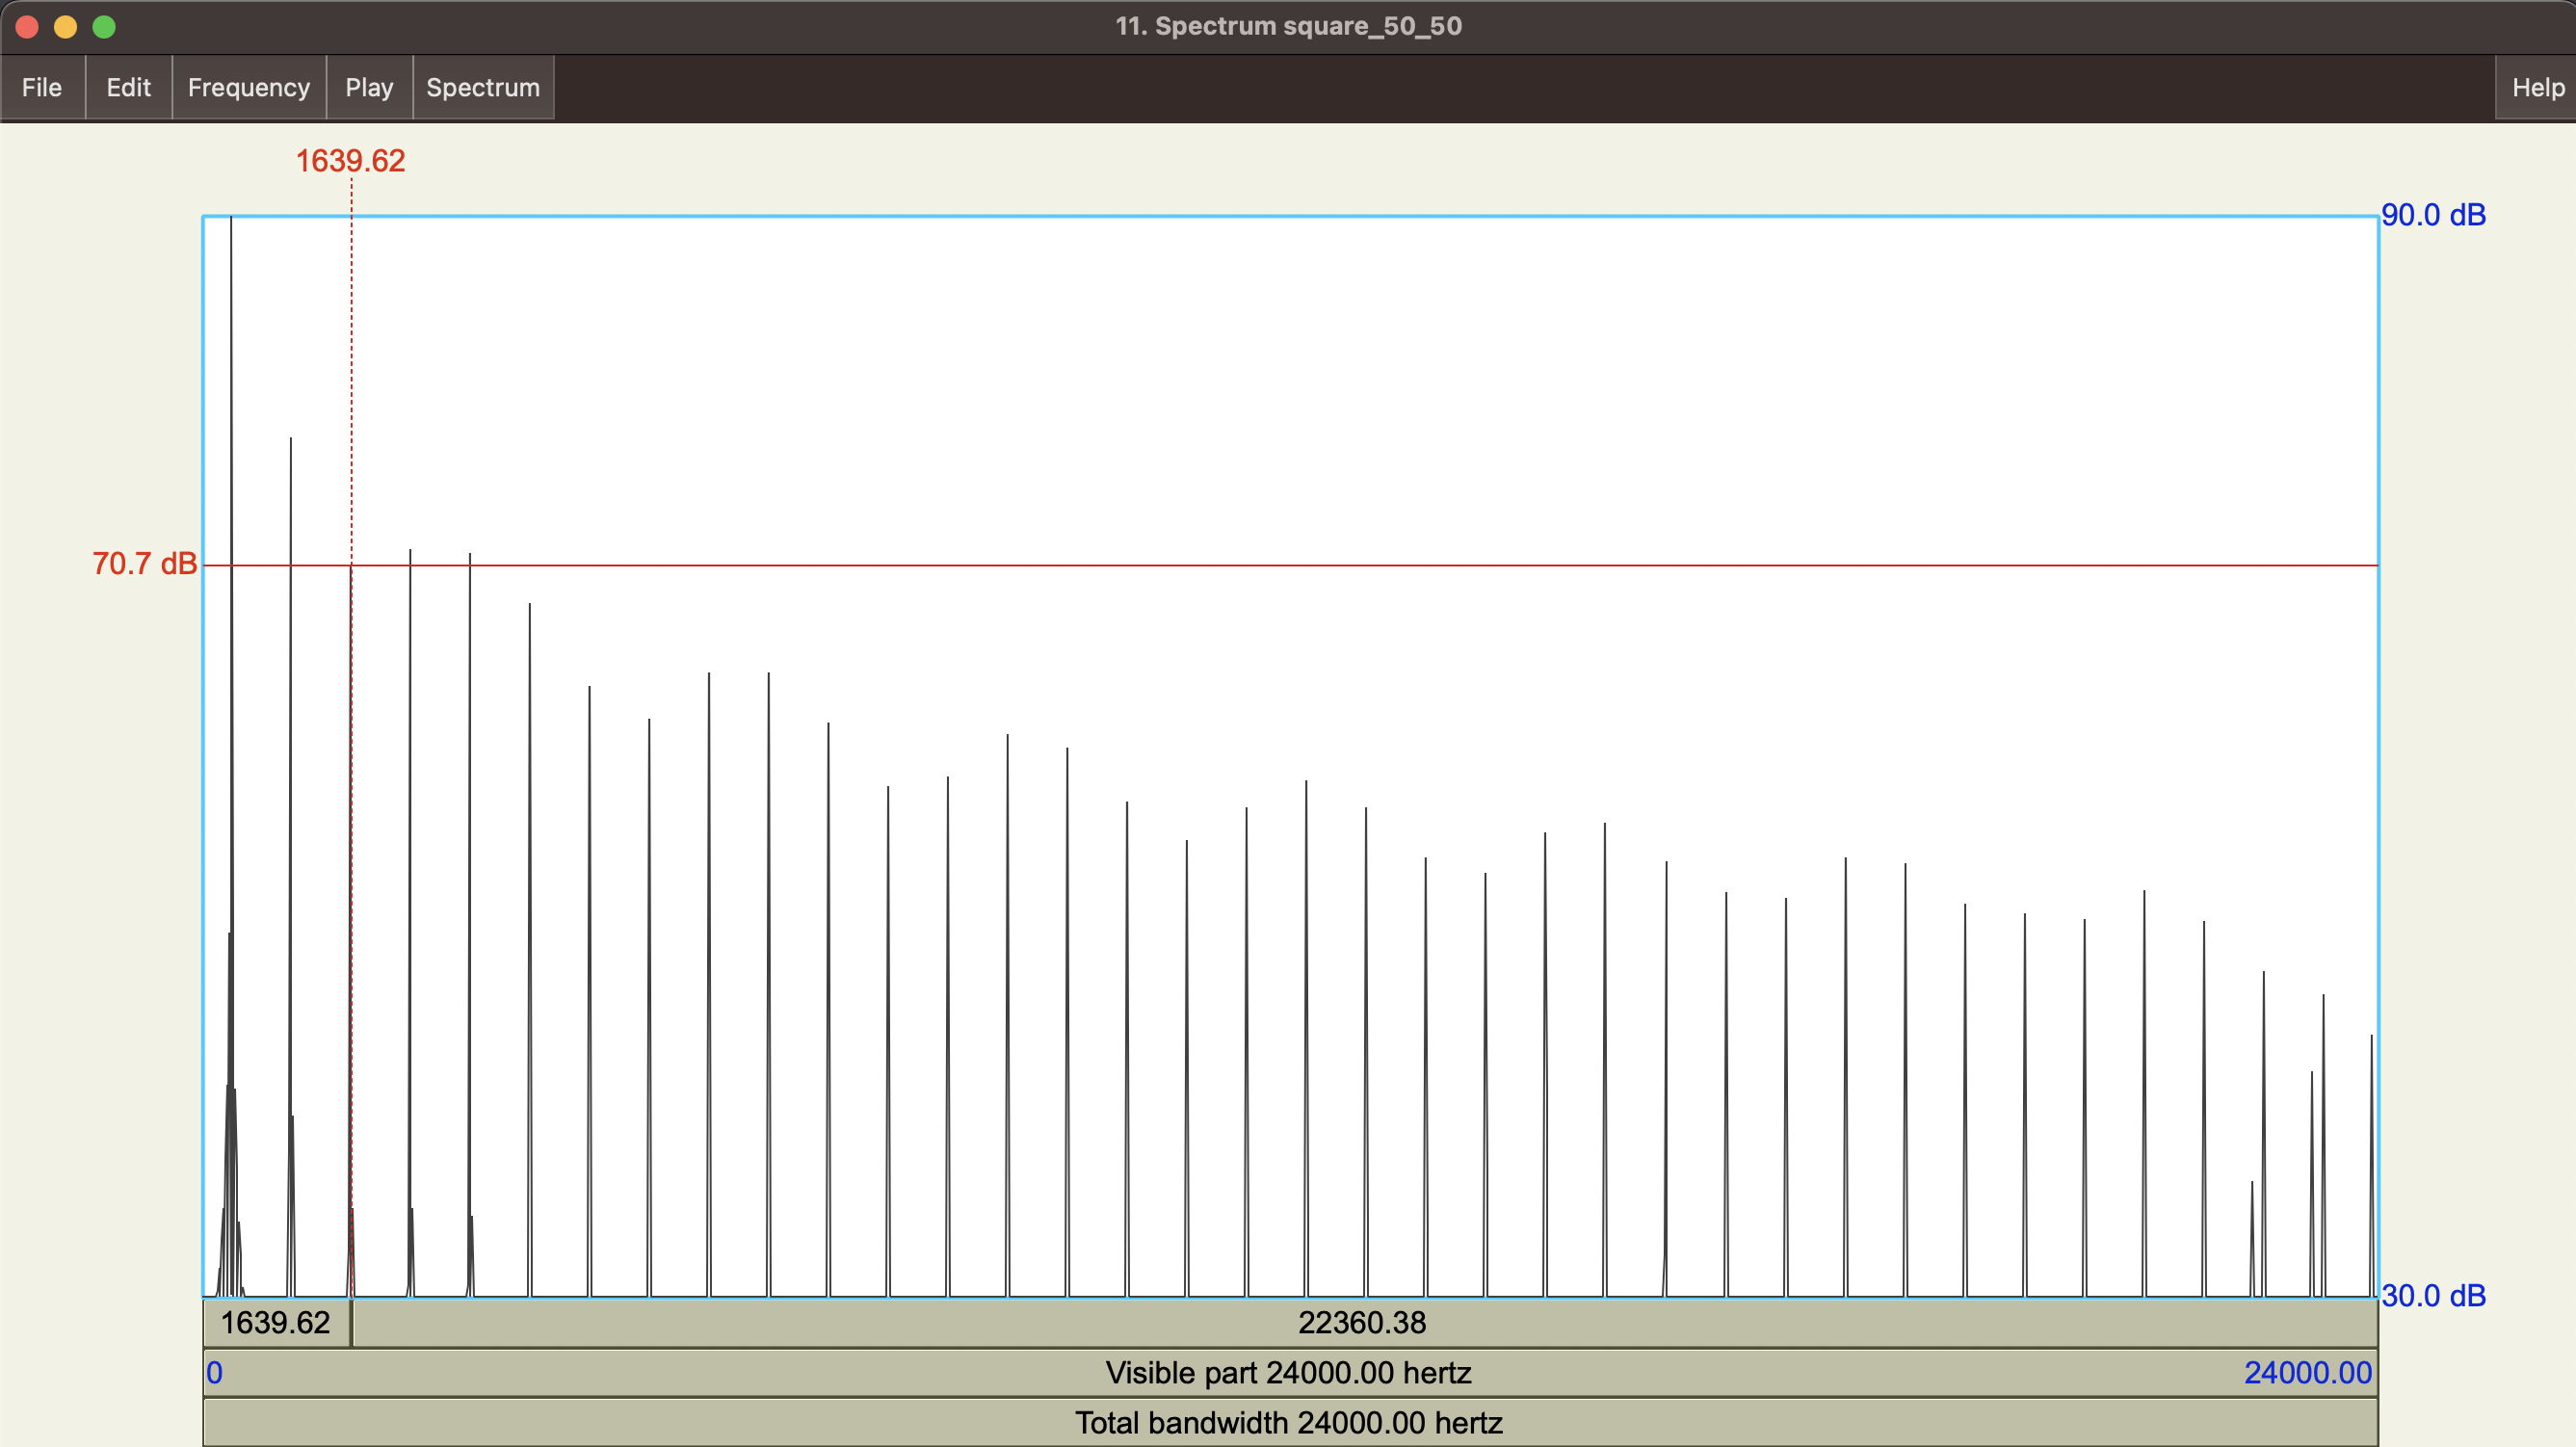 11. Spectrum square_50_50
File Edit Frequency Play Spectrum Help
1639.62
90.0 dB
70.7 dB
30.0 dB
1639.62 22360.38
0 Visible part 24000.00 hertz 24000.00
Total bandwidth 24000.00 hertz